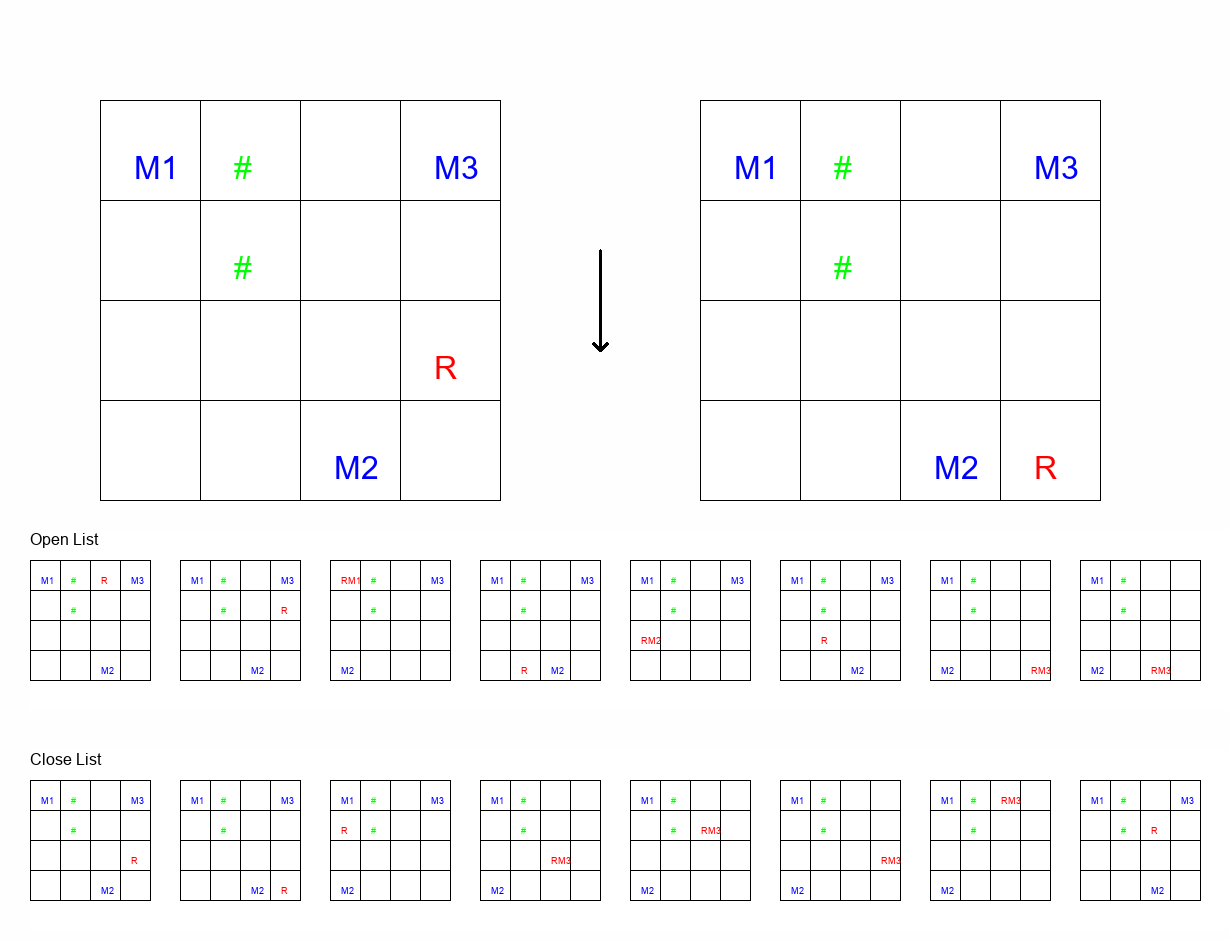 M1 # M3 M1 # M3
# #
R
M2 M2 R
Open List
M1 # R M3 M1 # M3 RM1 # M3 M1 # M3 M1 # M3 M1 # M3 M1 # M1 #
# # R # # # # # #
RM2 R
M2 M2 M2 R M2 M2 M2 RM3 M2 RM3
Close List
M1 # M3 M1 # M3 M1 # M3 M1 # M1 # M1 # M1 # RM3 M1 # M3
# # R # # # RM3 # # # R
R RM3 RM3
M2 M2 R M2 M2 M2 M2 M2 M2